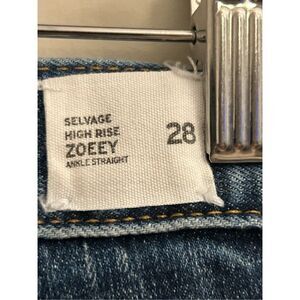 SELVAGE
HIGH RISE
ZOEEY
ANKLE STRAIGHT
28